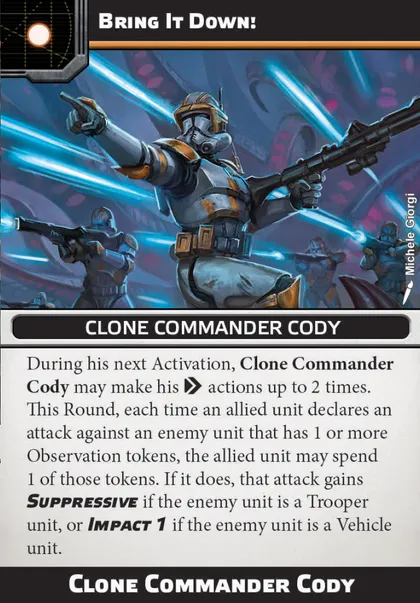 Bring It Down!
Michele Giorgi
CLONE COMMANDER CODY
During his next Activation, Clone Commander
Cody may make his actions up to 2 times.
This Round, each time an allied unit declares an
attack against an enemy unit that has 1 or more
Observation tokens, the allied unit may spend
1 of those tokens. If it does, that attack gains
Suppressive if the enemy unit is a Trooper
unit, or Impact 1 if the enemy unit is a Vehicle
unit.
Clone Commander Cody